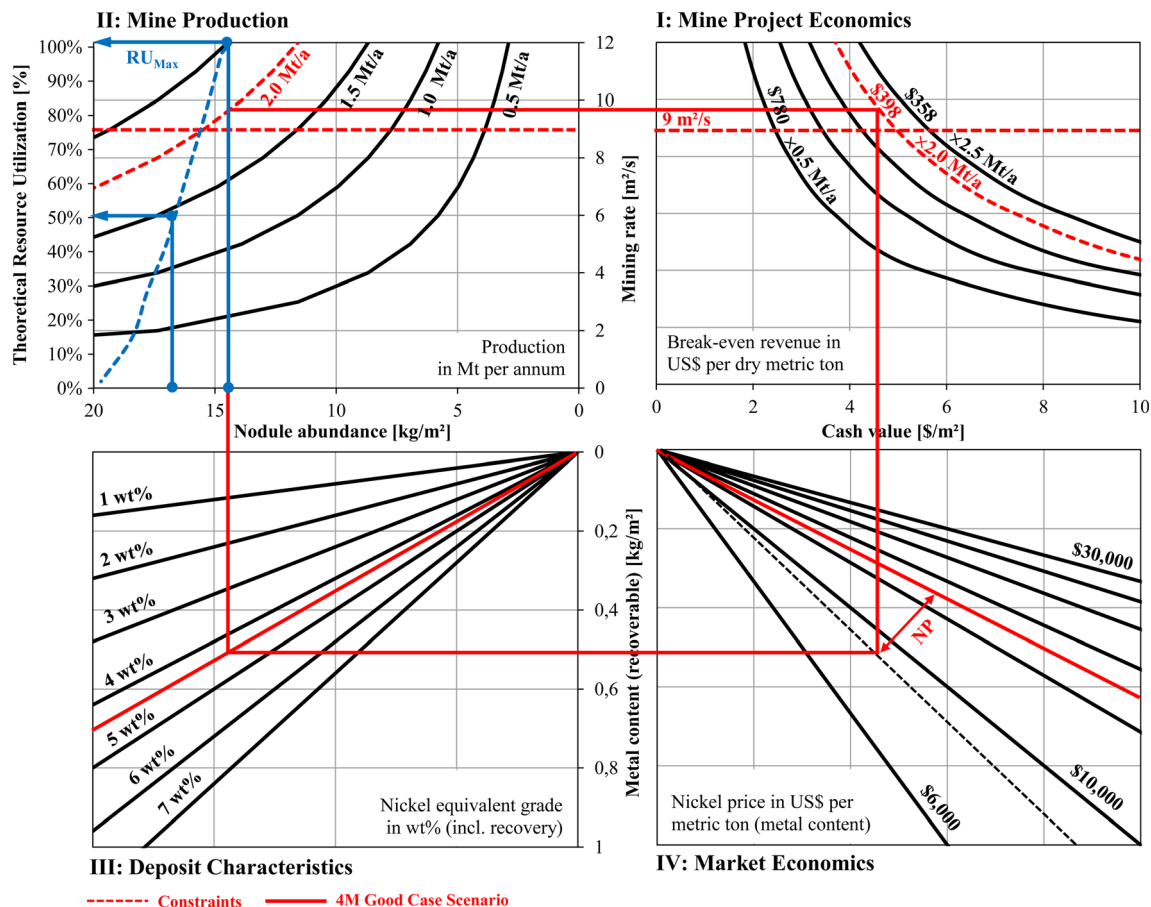 II: Mine Production
I: Mine Project Economics
Theoretical Resource Utilization [%]
100%
90%
80%
70%
60%
50%
40%
30%
20%
10%
0%
RUMax
2.0 Mt/a
1.5 Mt/a
1.0 Mt/a
0.5 Mt/a
Production
in Mt per annum
20
15
10
5
0
Nodule abundance [kg/m²]
12
10
8
6
4
2
0
Mining rate [m²/s]
9 m²/s
$780
×0.5 Mt/a
$398
×2.0 Mt/a
$358
×2.5 Mt/a
Break-even revenue in
US$ per dry metric ton
0
2
4
6
8
10
Cash value [$/m²]
1 wt%
2 wt%
3 wt%
4 wt%
5 wt%
6 wt%
7 wt%
Nickel equivalent grade
in wt% (incl. recovery)
0
0,2
0,4
0,6
0,8
1
Metal content (recoverable) [kg/m²]
$30,000
NP
$10,000
$6,000
Nickel price in US$ per
metric ton (metal content)
III: Deposit Characteristics
IV: Market Economics
Constraints
4M Good Case Scenario